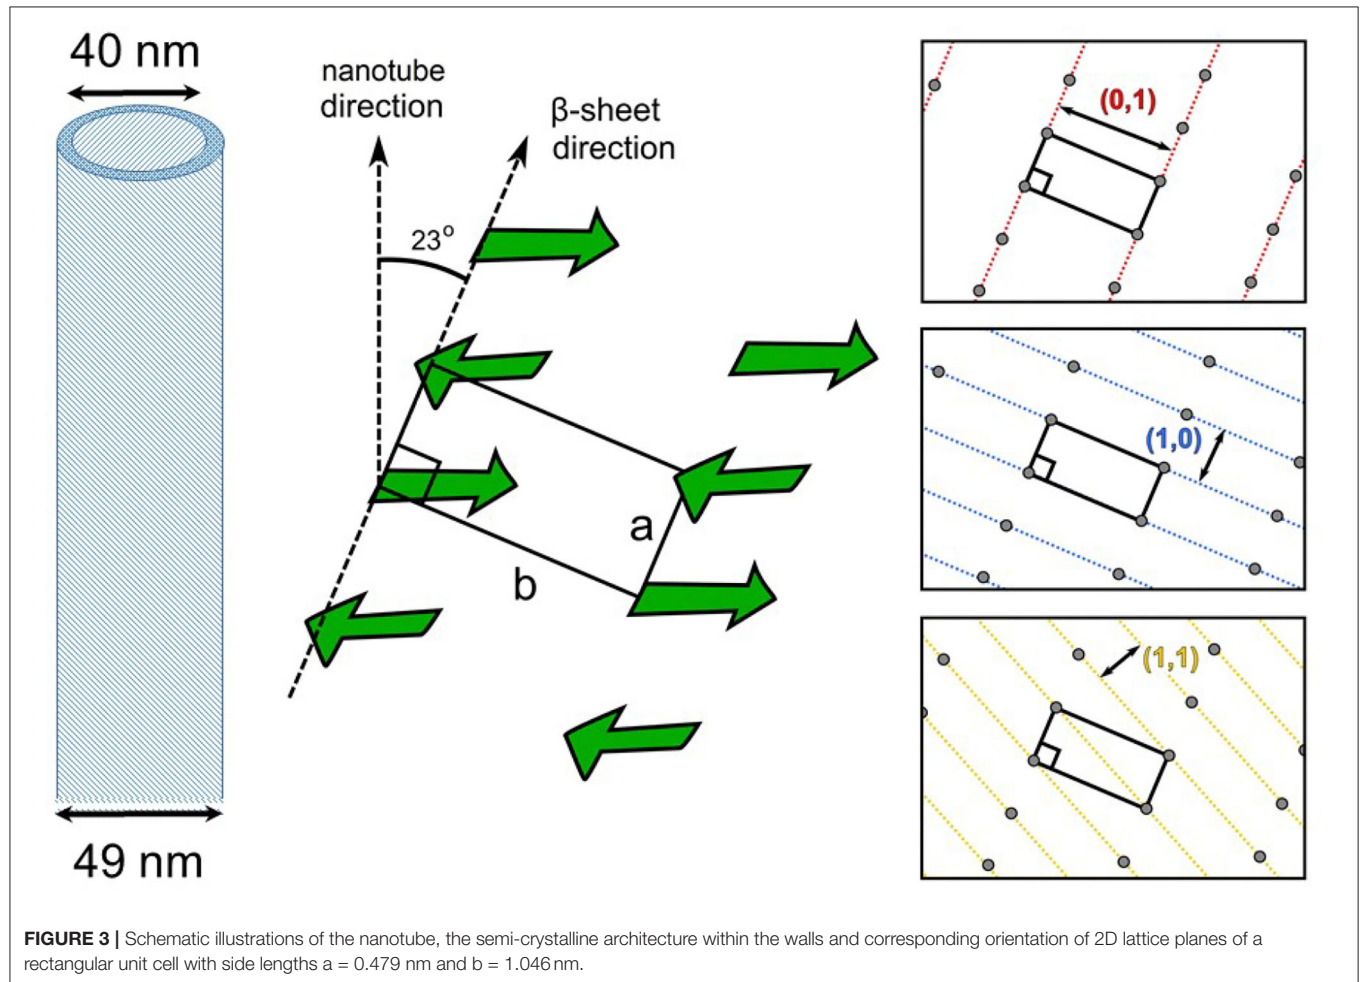 40 nm
nanotube
direction
β-sheet
direction
23°
a
b
49 nm
(0,1)
(1,0)
(1,1)
FIGURE 3 | Schematic illustrations of the nanotube, the semi-crystalline architecture within the walls and corresponding orientation of 2D lattice planes of a
rectangular unit cell with side lengths a = 0.479 nm and b = 1.046 nm.